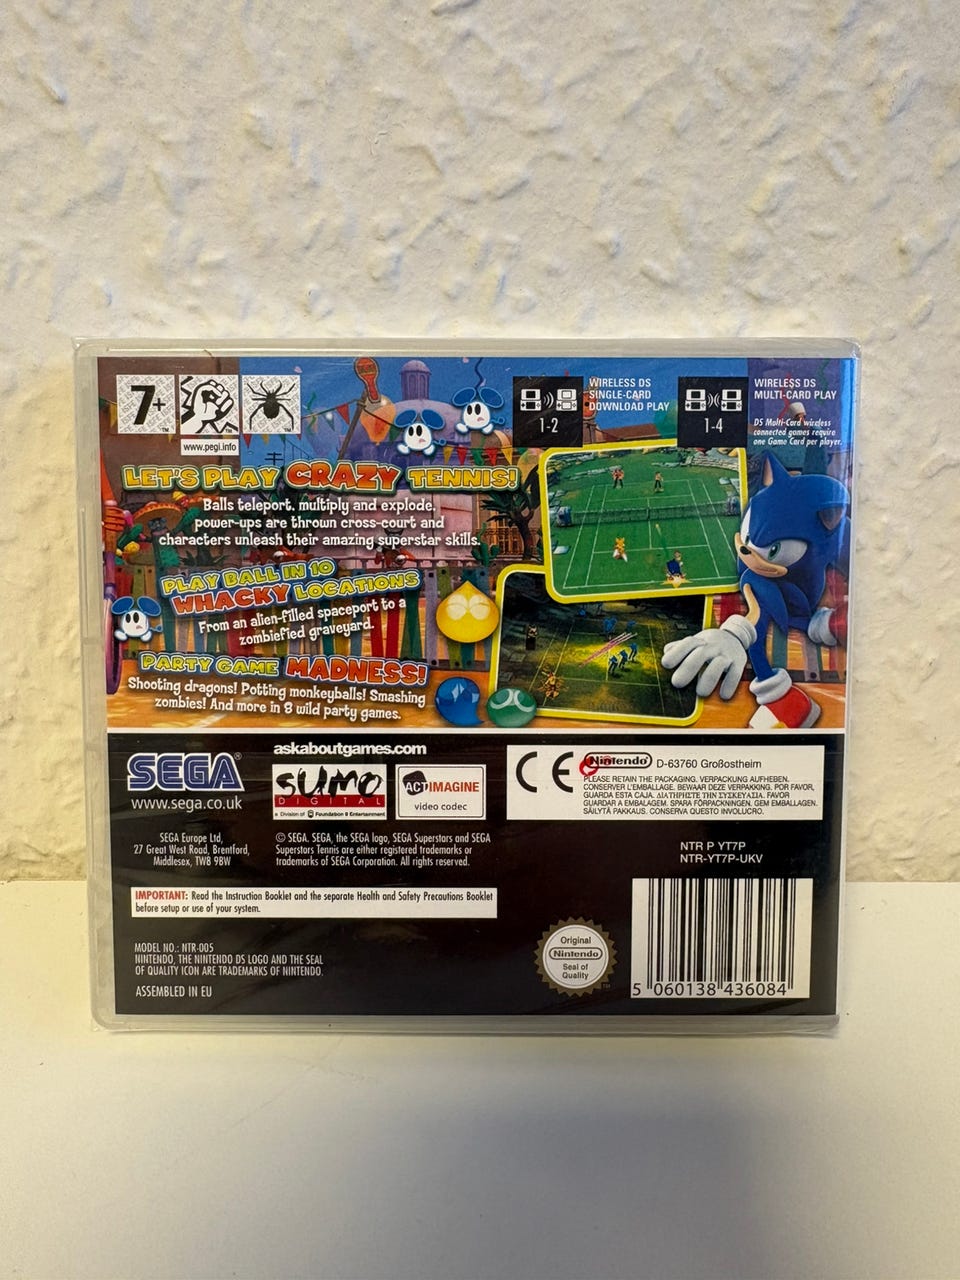 7+
www.pegi.info
WIRELESS DS
SINGLE-CARD
DOWNLOAD PLAY
1-2
WIRELESS DS
MULTI-CARD PLAY
1-4
DS Multi-Card wireless
connected games require
one Game Card per player.
LET'S PLAY CRAZY TENNIS!
Balls teleport, multiply and explode,
power-ups are thrown cross-court and
characters unleash their amazing superstar skills.
PLAY BALL IN 10
WHACKY LOCATIONS
From an alien-filled spaceport to a
zombiefied graveyard.
PARTY GAME MADNESS!
Shooting dragons! Potting monkeyballs! Smashing
zombies! And more in 8 wild party games.
SEGA®
www.sega.co.uk
askaboutgames.com
sumo
DIGITAL
a Division of Foundation 9 Entertainment
ACTIMAGINE
video codec
CE
Nintendo® D-63760 Großostheim
PLEASE RETAIN THE PACKAGING. VERPACKUNG AUFHEBEN.
CONSERVER L'EMBALLAGE. BEWAAR DEZE VERPAKKING. POR FAVOR,
GUARDA ESTA CAJA. ΔΙΑΤΗΡΗΣΤΕ ΤΗΝ ΣΥΣΚΕΥΑΣΙΑ. FAVOR
GUARDAR A EMBALAGEM. SPARA FÖRPACKNINGEN. GEM EMBALLAGEN.
SÄILYTÄ PAKKAUS. CONSERVA QUESTO INVOLUCRO.
SEGA Europe Ltd,
27 Great West Road, Brentford,
Middlesex, TW8 9BW
© SEGA. SEGA, the SEGA logo, SEGA Superstars and SEGA
Superstars Tennis are either registered trademarks or
trademarks of SEGA Corporation. All rights reserved.
NTR P YT7P
NTR-YT7P-UKV
IMPORTANT: Read the Instruction Booklet and the separate Health and Safety Precautions Booklet
before setup or use of your system.
MODEL NO.: NTR-005
NINTENDO, THE NINTENDO DS LOGO AND THE SEAL
OF QUALITY ICON ARE TRADEMARKS OF NINTENDO.
ASSEMBLED IN EU
Original
Nintendo
Seal of
Quality
TM
5 060138 436084